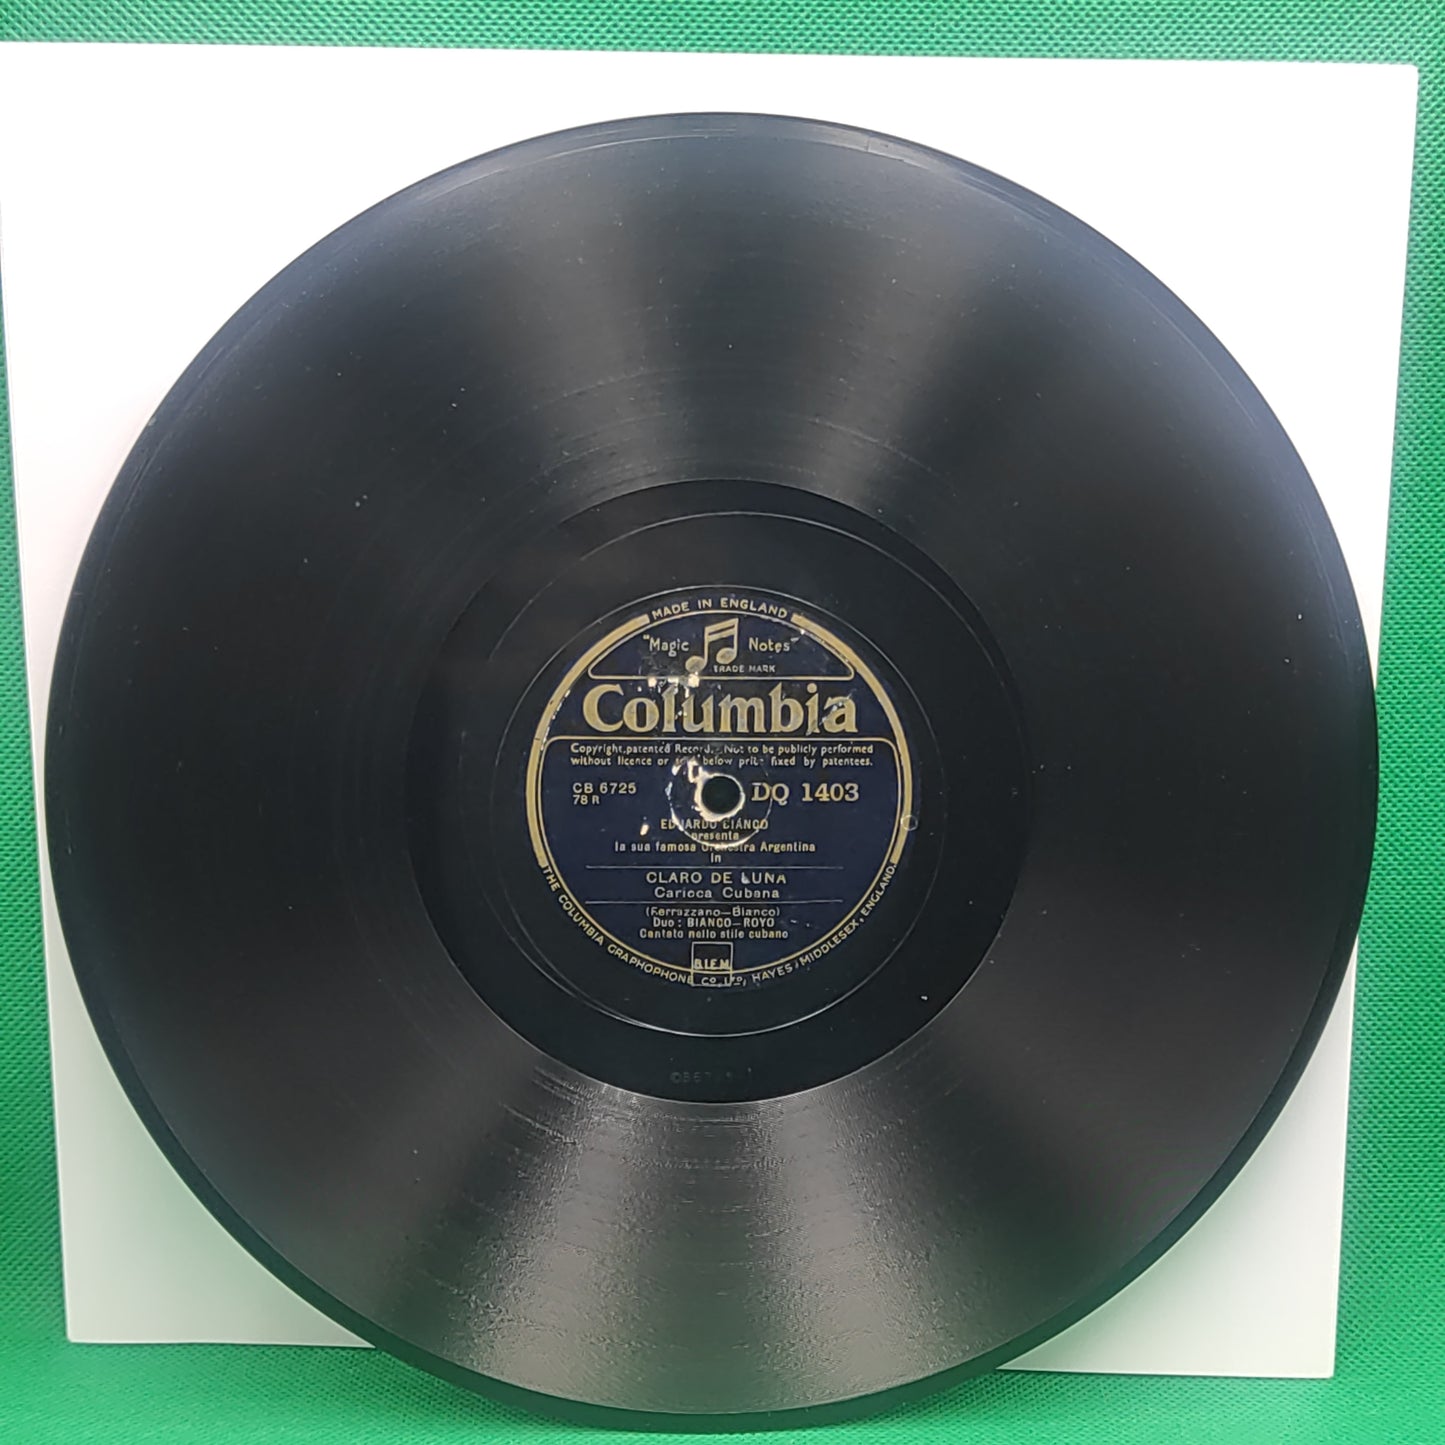 MADE IN ENGLAND
"Magic Notes"
TRADE MARK
Columbia
Copyright, patented Record. Not to be publicly performed
without licence or below price fixed by patentees.
CB 6725
78 R
DQ 1403
EDUARDO BIANCO
presenta
la sua famosa Orchestra Argentina
in
CLARO DE LUNA
Carioca Cubana
(Ferrazzano—Bianco)
Duo: BIANCO—ROYO
Cantato nello stile cubano
B.I.E.M.
THE COLUMBIA GRAPHOPHONE CO. LTD., HAYES, MIDDLESEX, ENGLAND.